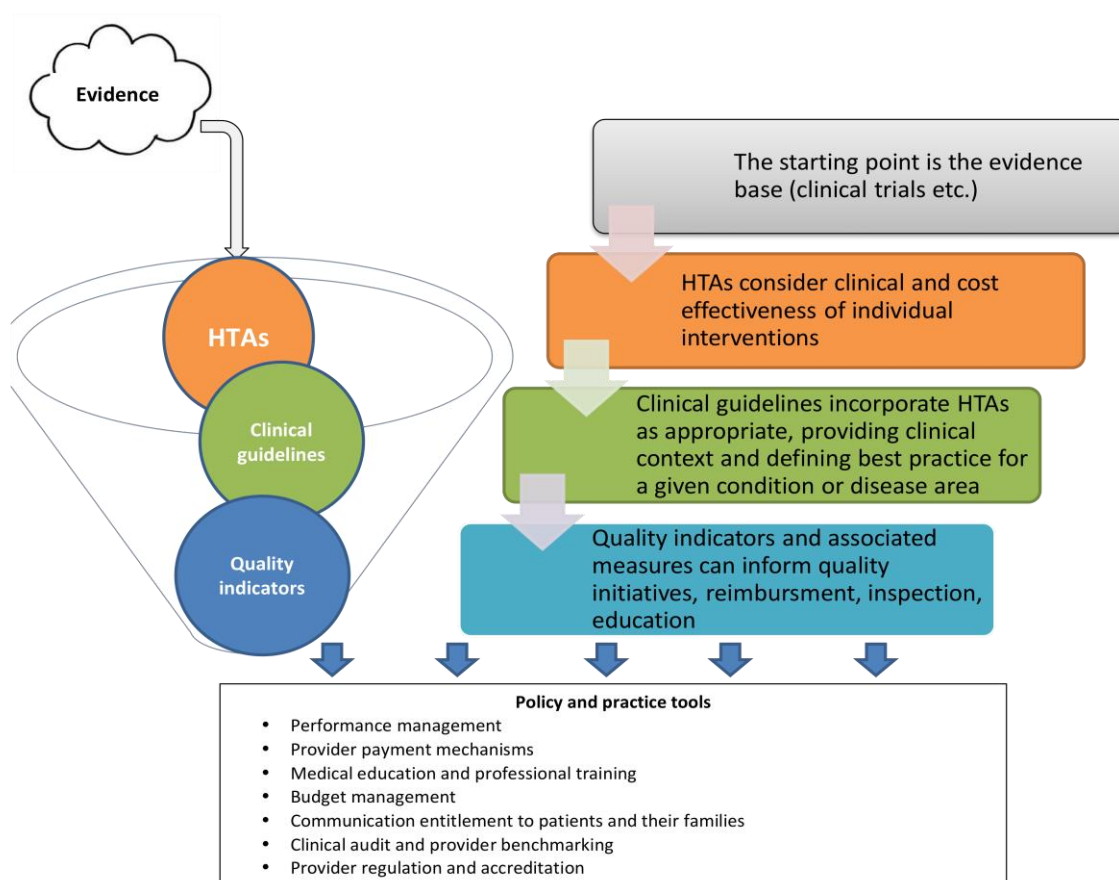 Evidence
The starting point is the evidence
base (clinical trials etc.)
HTAs
HTAs consider clinical and cost
effectiveness of individual
interventions
Clinical
guidelines
Clinical guidelines incorporate HTAs
as appropriate, providing clinical
context and defining best practice for
a given condition or disease area
Quality
indicators
Quality indicators and associated
measures can inform quality
initiatives, reimbursment, inspection,
education
Policy and practice tools
• Performance management
• Provider payment mechanisms
• Medical education and professional training
• Budget management
• Communication entitlement to patients and their families
• Clinical audit and provider benchmarking
• Provider regulation and accreditation